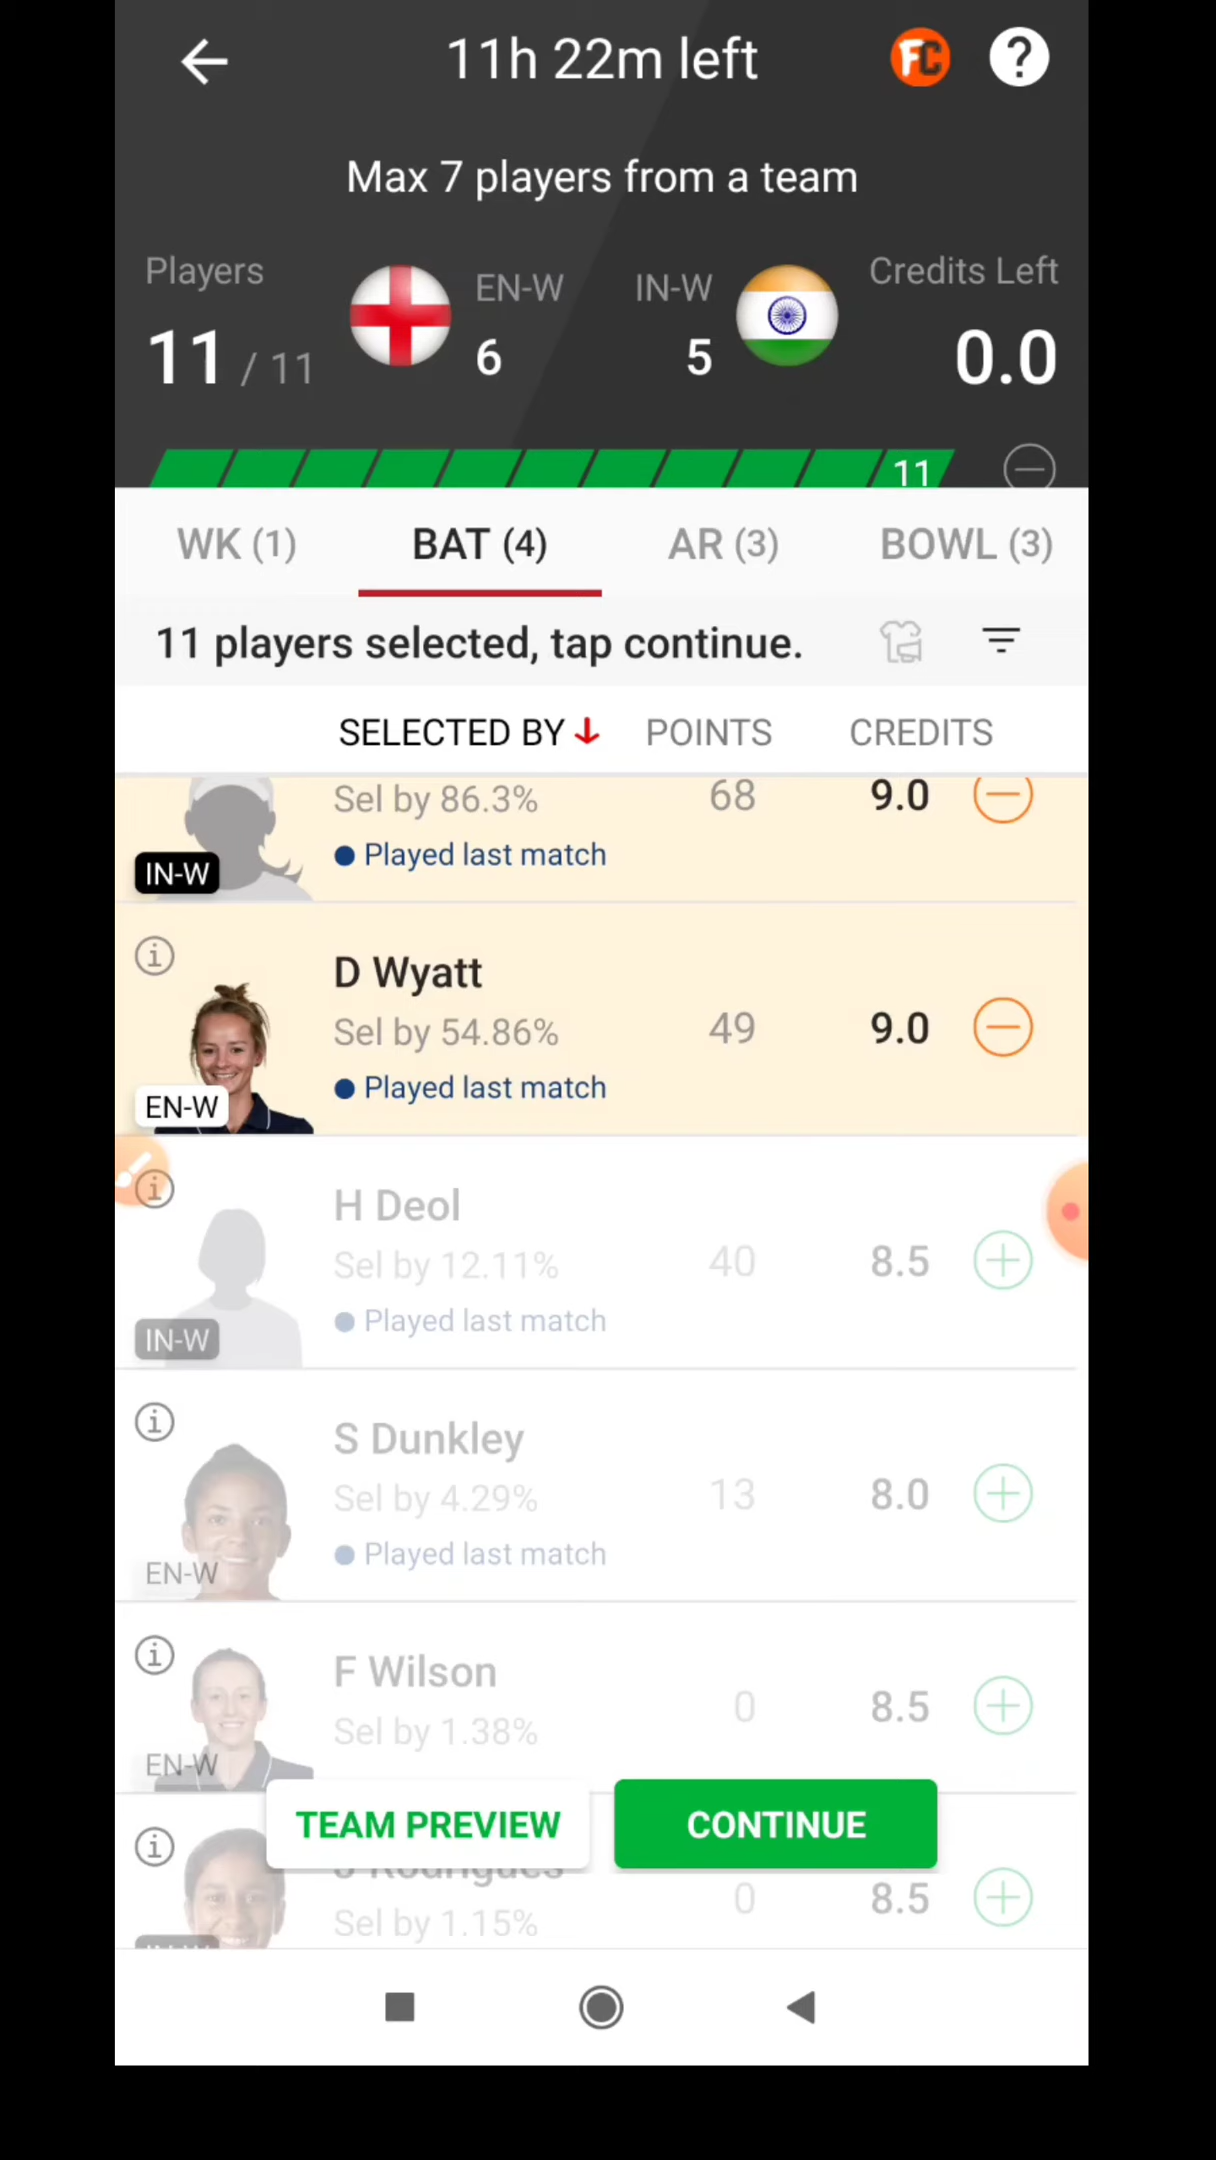 11h 22m left
FC
?
Max 7 players from a team
Players
EN-W
IN-W
Credits Left
11 / 11
6
5
0.0
11
WK (1)
BAT (4)
AR (3)
BOWL (3)
11 players selected, tap continue.
SELECTED BY
POINTS
CREDITS
Sel by 86.3%
68
9.0
Played last match
IN-W
D Wyatt
Sel by 54.86%
49
9.0
Played last match
EN-W
H Deol
Sel by 12.11%
40
8.5
Played last match
IN-W
S Dunkley
Sel by 4.29%
13
8.0
Played last match
EN-W
F Wilson
Sel by 1.38%
0
8.5
EN-W
TEAM PREVIEW
CONTINUE
J Rodrigues
Sel by 1.15%
0
8.5